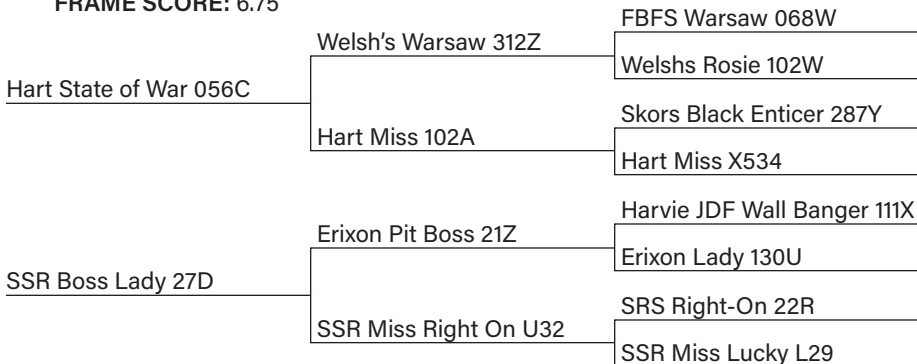 FRAME SCORE: 6.75
FBFS Warsaw 068W
Welsh's Warsaw 312Z
Welshs Rosie 102W
Hart State of War 056C
Skors Black Enticer 287Y
Hart Miss 102A
Hart Miss X534
Harvie JDF Wall Banger 111X
Erixon Pit Boss 21Z
Erixon Lady 130U
SSR Boss Lady 27D
SRS Right-On 22R
SSR Miss Right On U32
SSR Miss Lucky L29